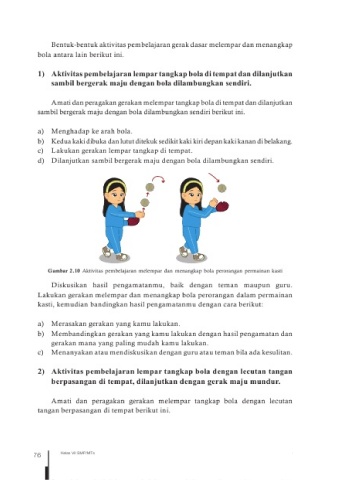 Bentuk-bentuk aktivitas pembelajaran gerak dasar melempar dan menangkap
bola antara lain berikut ini.
1) Aktivitas pembelajaran lempar tangkap bola di tempat dan dilanjutkan
sambil bergerak maju dengan bola dilambungkan sendiri.
Amati dan peragakan gerakan melempar tangkap bola di tempat dan dilanjutkan
sambil bergerak maju dengan bola dilambungkan sendiri berikut ini.
a) Menghadap ke arah bola.
b) Kedua kaki dibuka dan lutut ditekuk sedikit kaki kiri depan kaki kanan di belakang.
c) Lakukan gerakan lempar tangkap di tempat.
d) Dilanjutkan sambil bergerak maju dengan bola dilambungkan sendiri.
Gambar 2.18 Aktivitas pembelajaran melempar dan menangkap bola perorangan permainan kasti
Diskusikan hasil pengamatanmu, baik dengan teman maupun guru.
Lakukan gerakan melempar dan menangkap bola perorangan dalam permainan
kasti, kemudian bandingkan hasil pengamatanmu dengan cara berikut:
a) Merasakan gerakan yang kamu lakukan.
b) Membandingkan gerakan yang kamu lakukan dengan hasil pengamatan dan
gerakan mana yang paling mudah kamu lakukan.
c) Menanyakan atau mendiskusikan dengan guru atau teman bila ada kesulitan.
2) Aktivitas pembelajaran lempar tangkap bola dengan lecutan tangan
berpasangan di tempat, dilanjutkan dengan gerak maju mundur.
Amati dan peragakan gerakan melempar tangkap bola dengan lecutan
tangan berpasangan di tempat berikut ini.
76 Kelas VII SMP/MTs